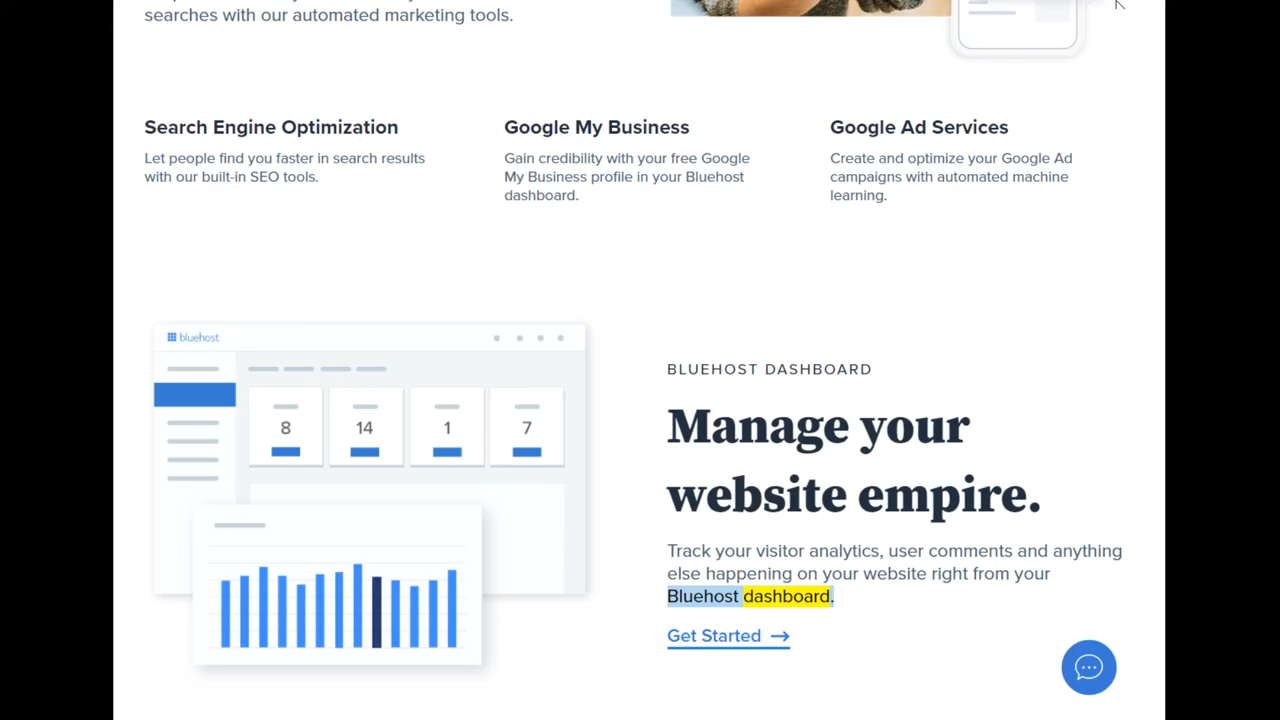 searches with our automated marketing tools.
Search Engine Optimization
Let people find you faster in search results
with our built-in SEO tools.
Google My Business
Gain credibility with your free Google
My Business profile in your Bluehost
dashboard.
Google Ad Services
Create and optimize your Google Ad
campaigns with automated machine
learning.
bluehost
8
14
1
7
BLUEHOST DASHBOARD
Manage your
website empire.
Track your visitor analytics, user comments and anything
else happening on your website right from your
Bluehost dashboard.
Get Started →